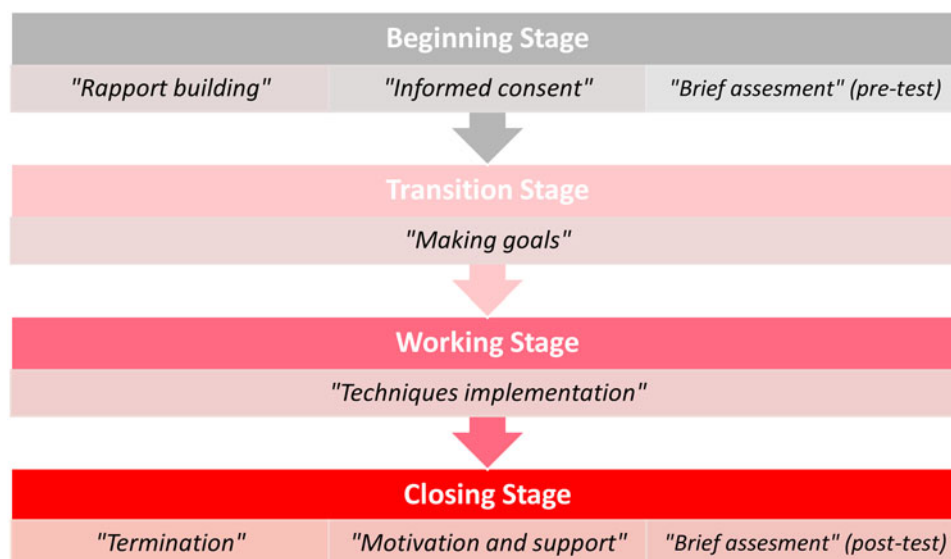 Beginning Stage
"Rapport building" "Informed consent" "Brief assesment" (pre-test)
Transition Stage
"Making goals"
Working Stage
"Techniques implementation"
Closing Stage
"Termination" "Motivation and support" "Brief assesment" (post-test)